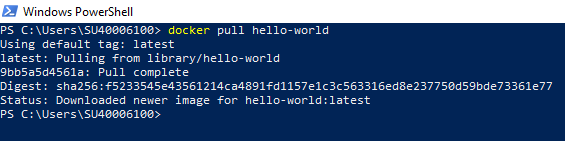 Windows PowerShell
PS C:\Users\SU40006100> docker pull hello-world
Using default tag: latest
latest: Pulling from library/hello-world
9bb5a5d4561a: Pull complete
Digest: sha256:f5233545e43561214ca4891fd1157e1c3c563316ed8e237750d59bde73361e77
Status: Downloaded newer image for hello-world:latest
PS C:\Users\SU40006100>